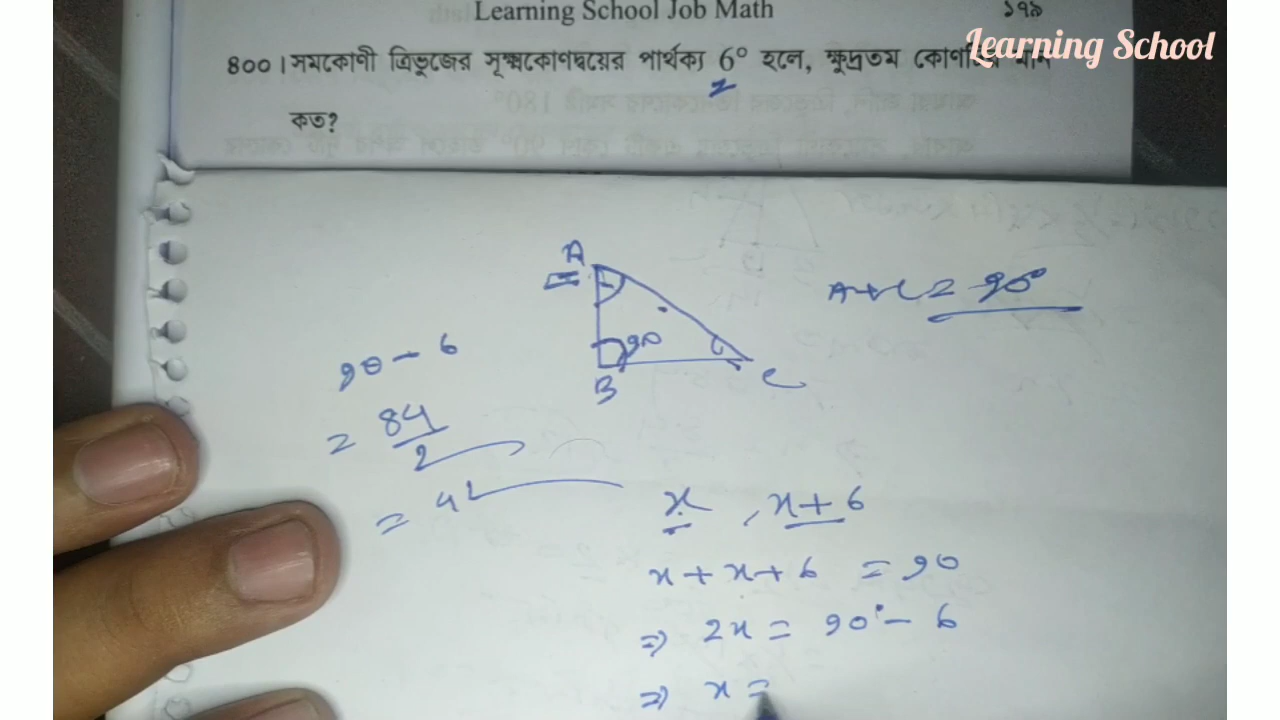 Learning School Job Math
১৭৯
Learning School
৪০০। সমকোণী ত্রিভুজের সূক্ষ্মকোণদ্বয়ের পার্থক্য 6° হলে, ক্ষুদ্রতম
কত?
A
A+C = 90°
90
B
C
90 - 6
= 84
2
= 42
x, x+6
x + x + 6 = 90
⇒ 2x = 90° - 6
⇒ x =